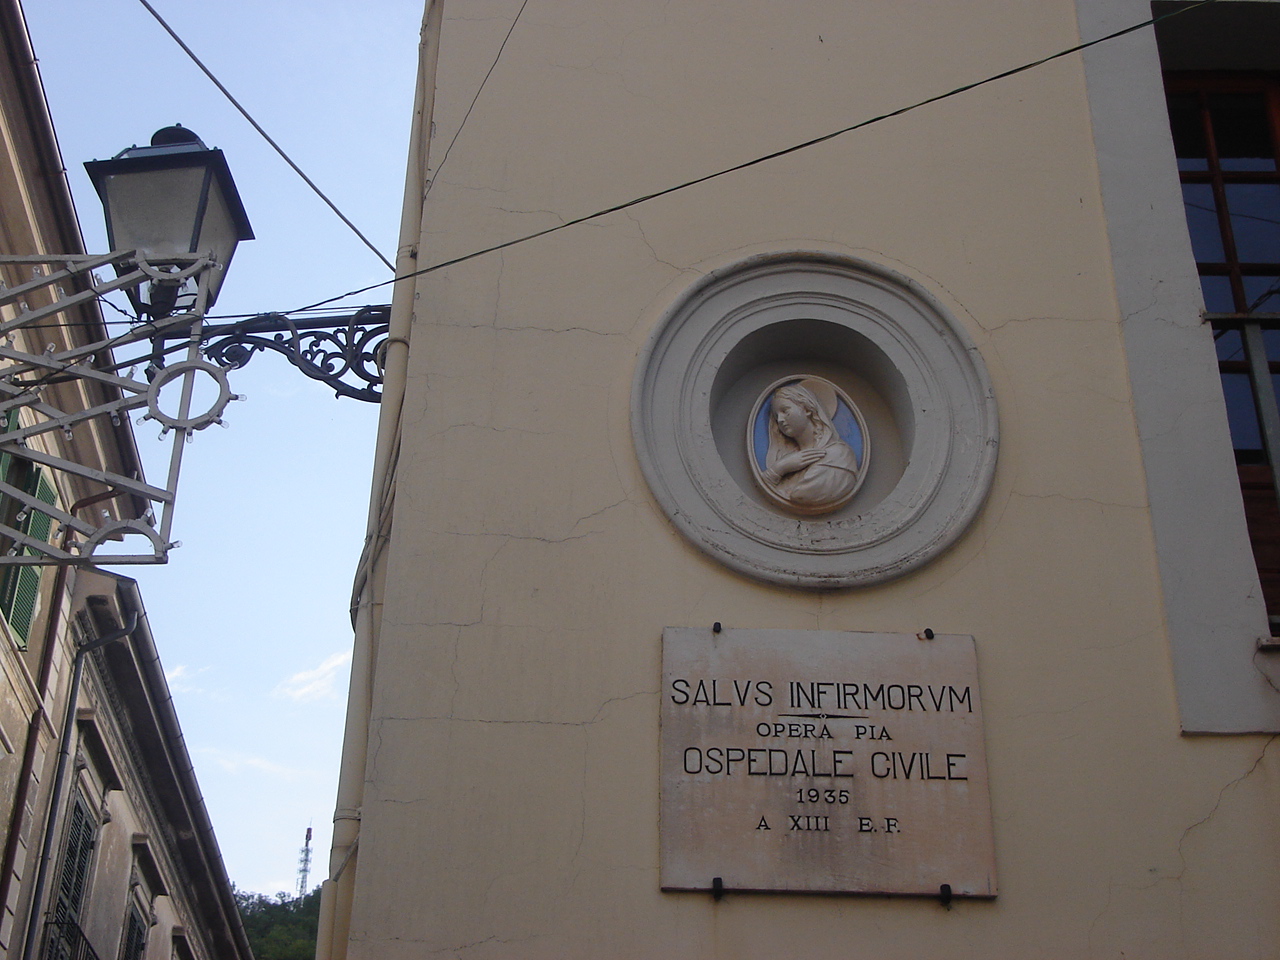 SALVS INFIRMORVM
OPERA PIA
OSPEDALE CIVILE
1935
A XIII E.F.